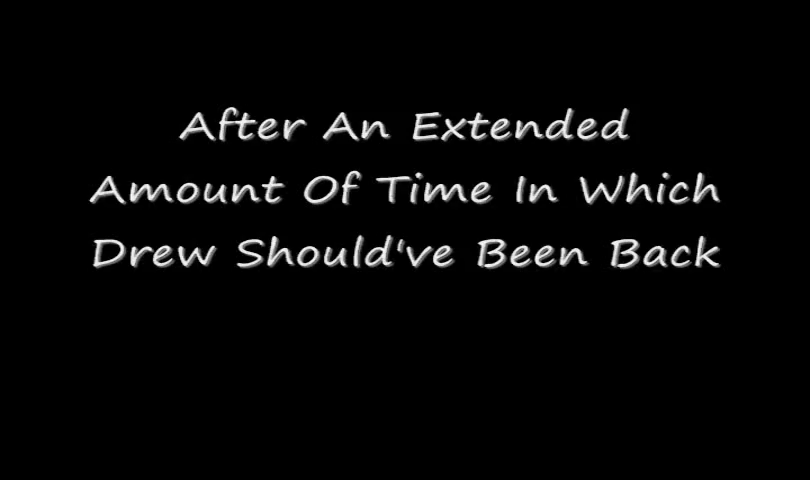 After An Extended
Amount Of Time In Which
Drew Should've Been Back